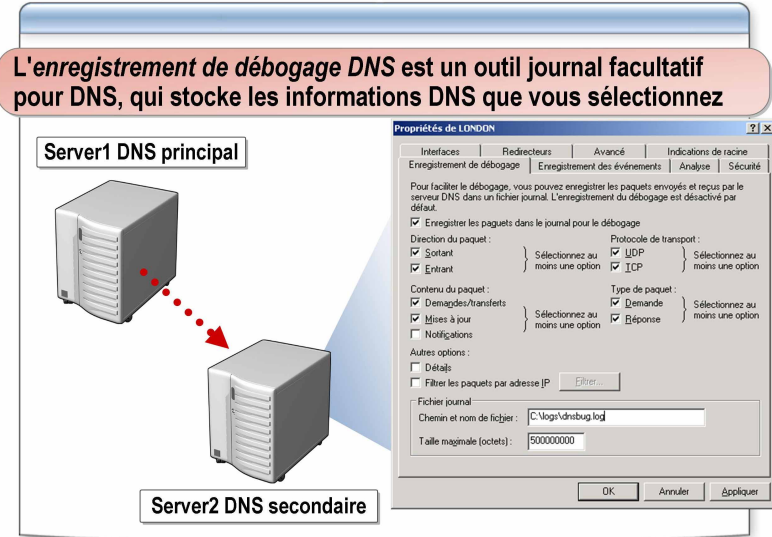 L'enregistrement de débogage DNS est un outil journal facultatif
pour DNS, qui stocke les informations DNS que vous sélectionnez
Server1 DNS principal
Server2 DNS secondaire
Propriétés de LONDON
Interfaces Redirecteurs Avancé Indications de racine
Enregistrement de débogage Enregistrement des événements Analyse Sécurité
Pour faciliter le débogage, vous pouvez enregistrer les paquets envoyés et reçus par le
serveur DNS dans un fichier journal. L'enregistrement du débogage est désactivé par
défaut.
Enregistrer les paquets dans le journal pour le débogage
Direction du paquet : Protocole de transport :
Sortant Sélectionnez au UDP Sélectionnez au
Entrant moins une option TCP moins une option
Contenu du paquet : Type de paquet :
Demandes/transferts Demande
Mises à jour Sélectionnez au Réponse Sélectionnez au
Notifications moins une option moins une option
Autres options :
Détails
Filtrer les paquets par adresse IP Filtrer...
Fichier journal
Chemin et nom de fichier : C:\logs\dnsbug.log
Taille maximale (octets) : 500000000
OK Annuler Appliquer